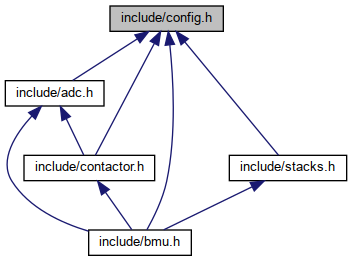 include/config.h
include/adc.h
include/contactor.h
include/stacks.h
include/bmu.h